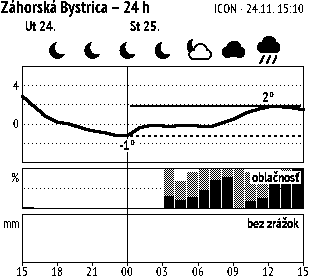 Záhorská Bystrica – 24 h ICON - 24.11. 15:10
Ut 24. St 25.
4
2°
0
-1°
% oblačnosť
mm bez zrážok
15 18 21 00 03 06 09 12 15